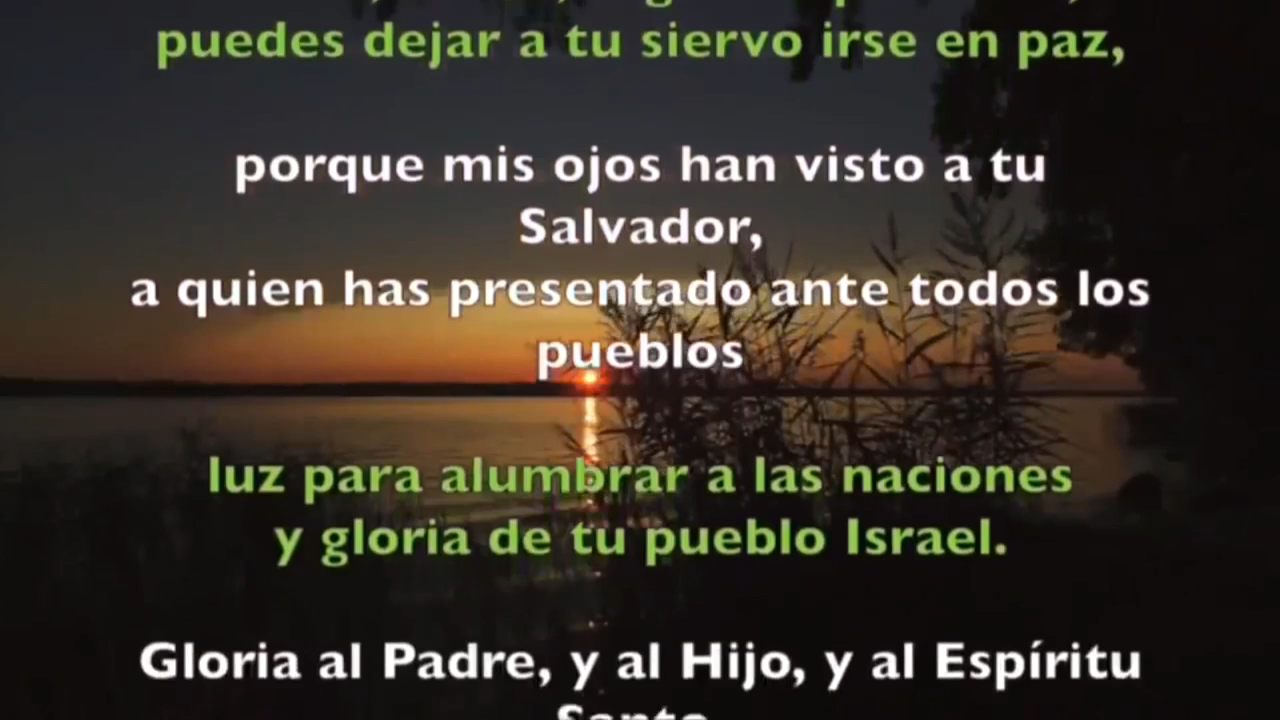 puedes dejar a tu siervo irse en paz,
porque mis ojos han visto a tu
Salvador,
a quien has presentado ante todos los
pueblos
luz para alumbrar a las naciones
y gloria de tu pueblo Israel.
Gloria al Padre, y al Hijo, y al Espíritu